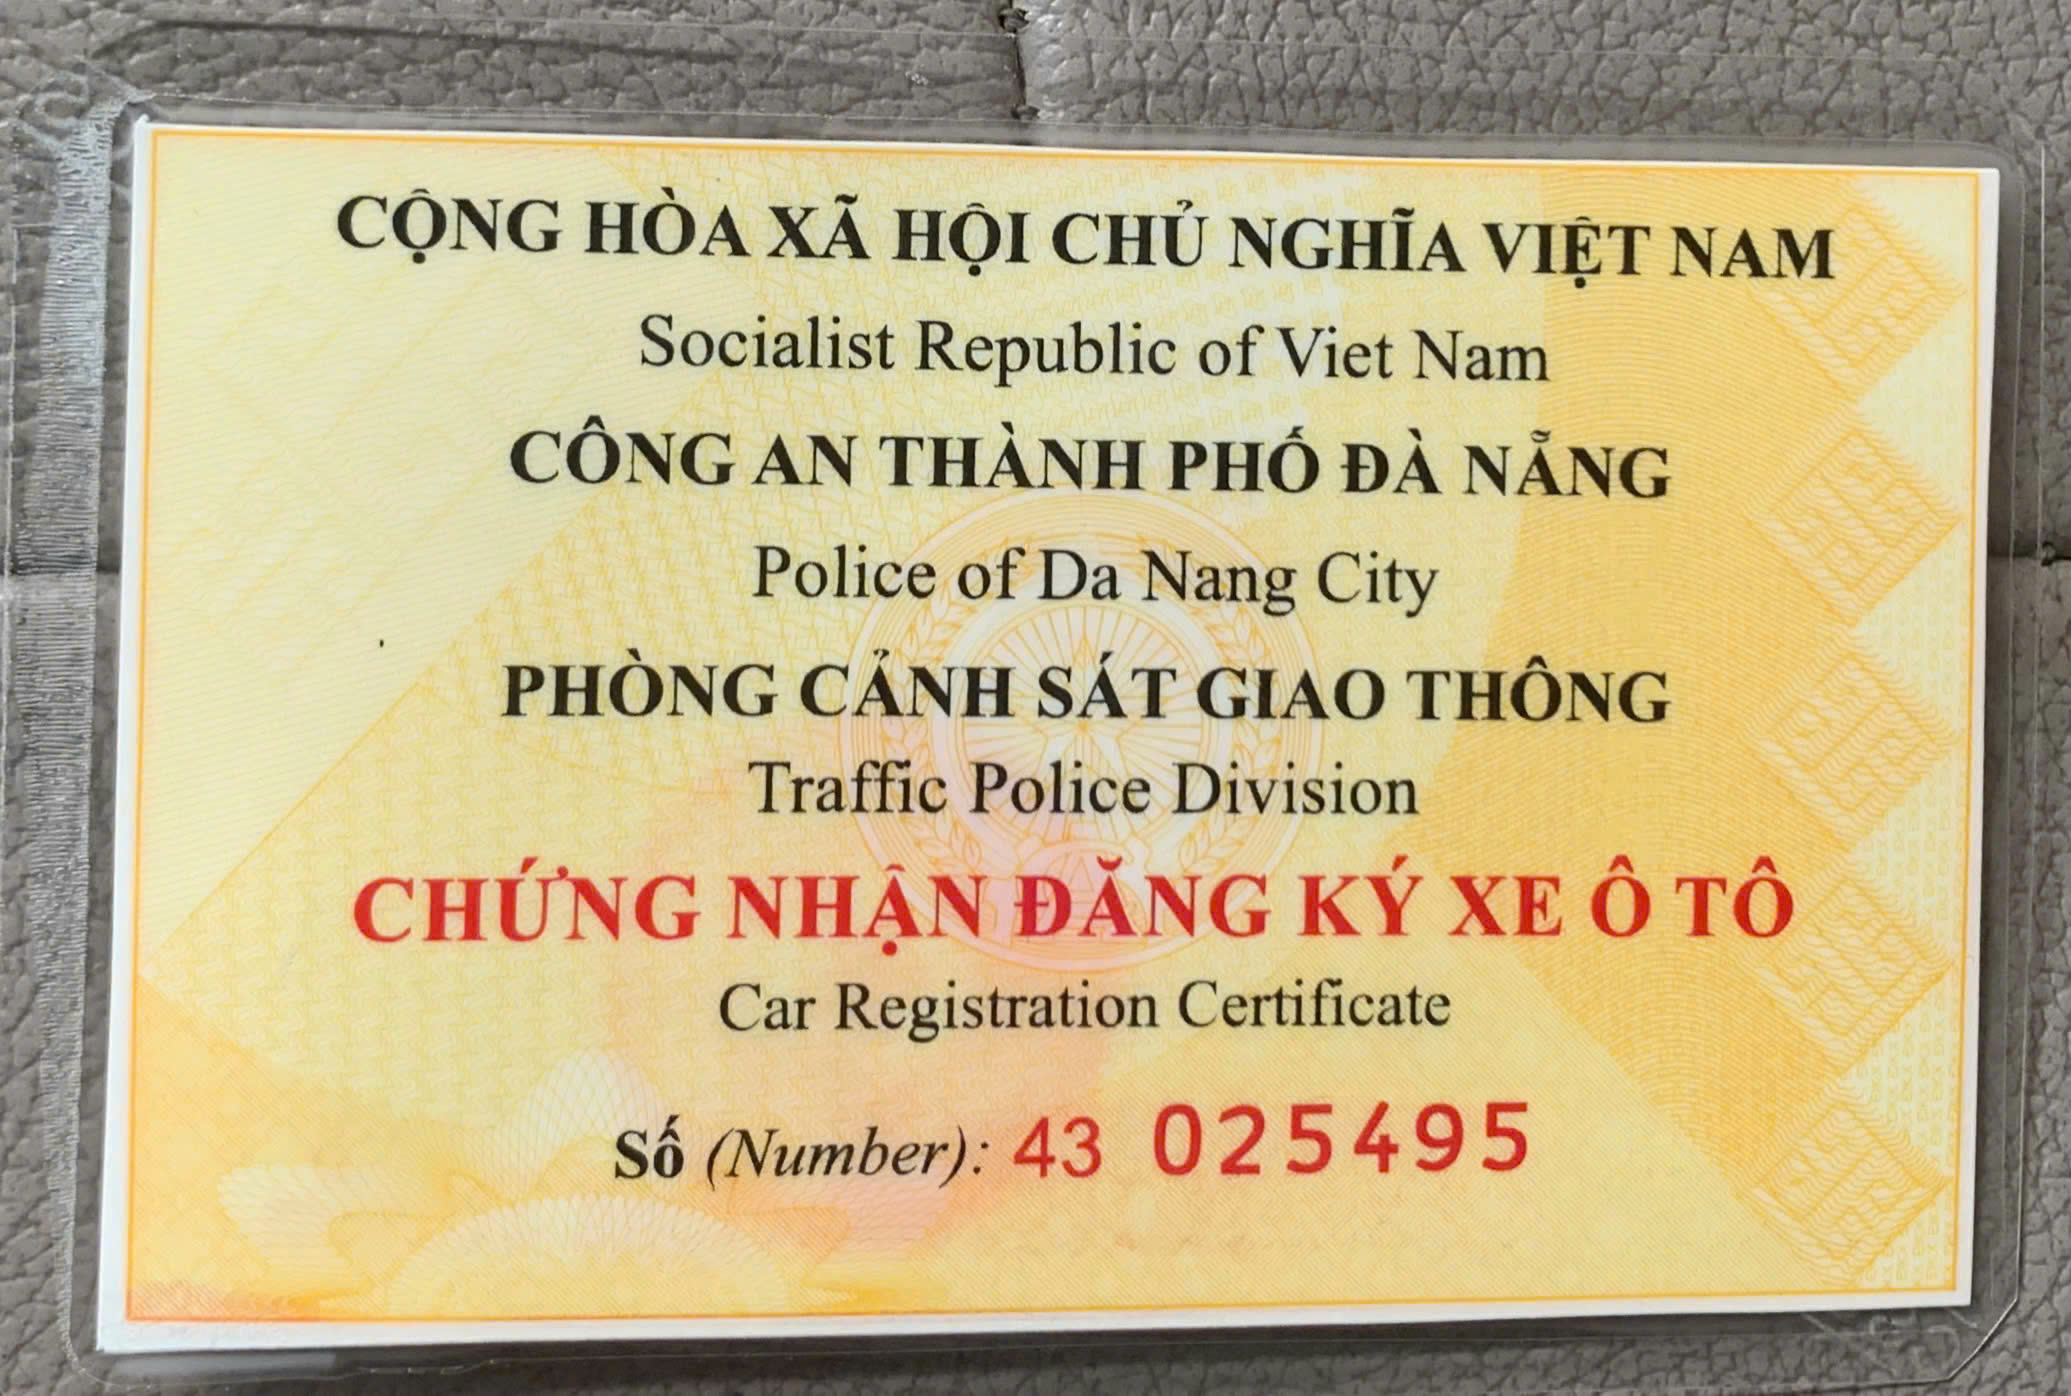 CỘNG HÒA XÃ HỘI CHỦ NGHĨA VIỆT NAM
Socialist Republic of Viet Nam
CÔNG AN THÀNH PHỐ ĐÀ NẴNG
Police of Da Nang City
PHÒNG CẢNH SÁT GIAO THÔNG
Traffic Police Division
CHỨNG NHẬN ĐĂNG KÝ XE Ô TÔ
Car Registration Certificate
Số (Number): 43 025495